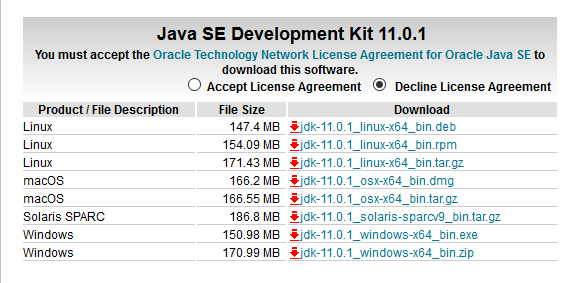 Java SE Development Kit 11.0.1
You must accept the Oracle Technology Network License Agreement for Oracle Java SE to
download this software.
Accept License Agreement Decline License Agreement
Product / File Description File Size Download
Linux 147.4 MB jdk-11.0.1_linux-x64_bin.deb
Linux 154.09 MB jdk-11.0.1_linux-x64_bin.rpm
Linux 171.43 MB jdk-11.0.1_linux-x64_bin.tar.gz
macOS 166.2 MB jdk-11.0.1_osx-x64_bin.dmg
macOS 166.55 MB jdk-11.0.1_osx-x64_bin.tar.gz
Solaris SPARC 186.8 MB jdk-11.0.1_solaris-sparcv9_bin.tar.gz
Windows 150.98 MB jdk-11.0.1_windows-x64_bin.exe
Windows 170.99 MB jdk-11.0.1_windows-x64_bin.zip